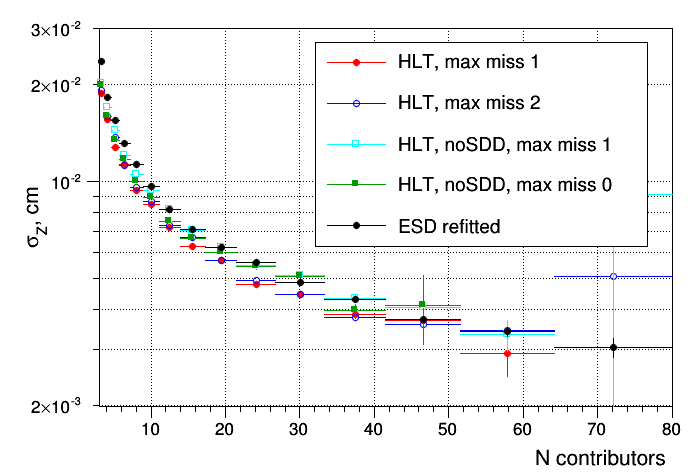 3×10⁻²
2×10⁻²
10⁻²
2×10⁻³
σz, cm
HLT, max miss 1
HLT, max miss 2
HLT, noSDD, max miss 1
HLT, noSDD, max miss 0
ESD refitted
10 20 30 40 50 60 70 80
N contributors